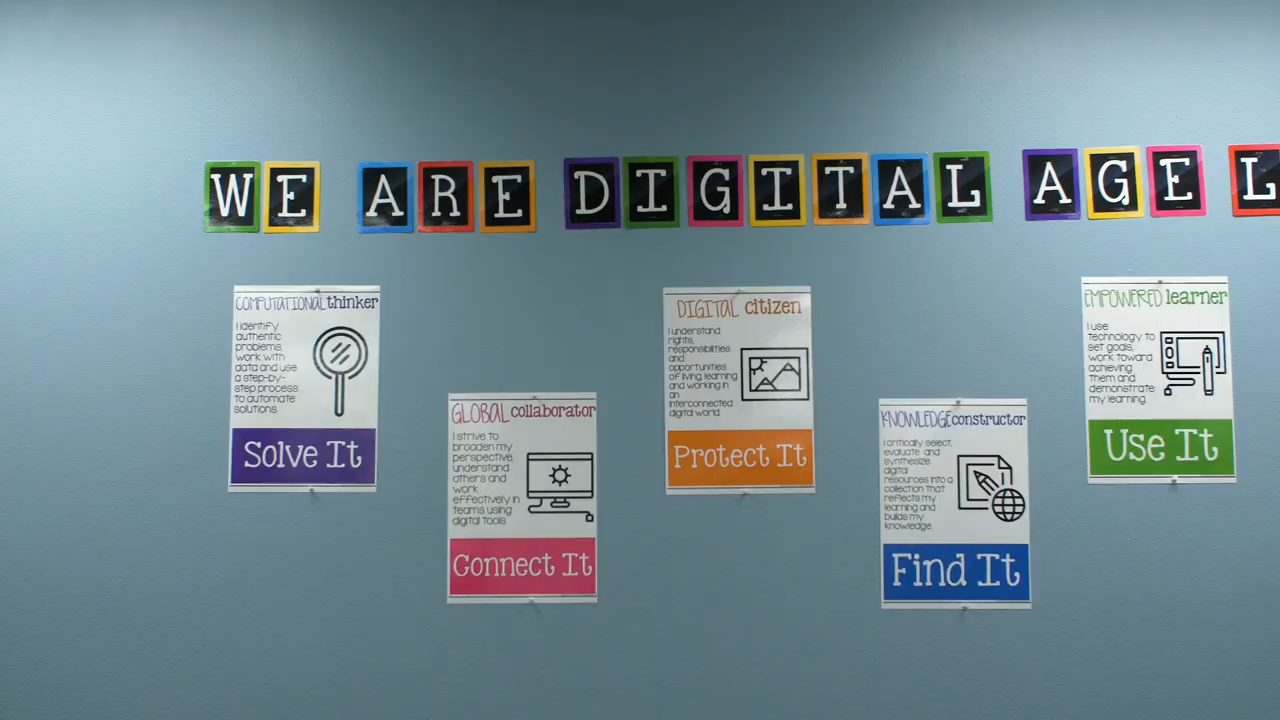 WE ARE DIGITAL AGE L
COMPUTATIONAL thinker
I identify
authentic
problems,
work with
data and use
a step-by-
step process
to automate
solutions.
Solve It
GLOBAL collaborator
I strive to
broaden my
perspective,
understand
others and
work
effectively in
teams using
digital tools.
Connect It
DIGITAL citizen
I understand
rights,
responsibilities
and
opportunities
of living, learning
and working in
an
interconnected
digital world.
Protect It
KNOWLEDGE constructor
I critically select,
evaluate and
synthesize
digital
resources into a
collection that
reflects my
learning and
builds my
knowledge.
Find It
EMPOWERED learner
I use
technology to
set goals,
work toward
achieving
them and
demonstrate
my learning.
Use It